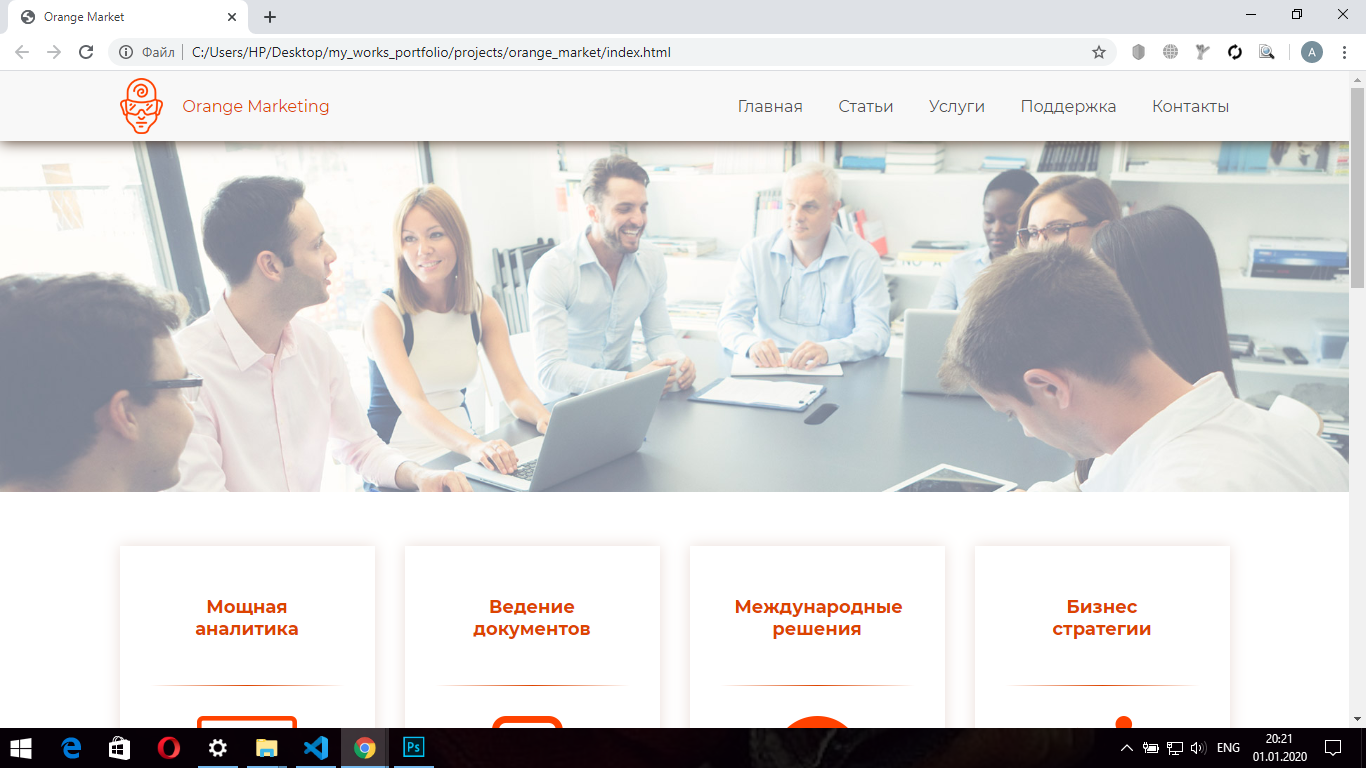 Orange Market
Файл
C:/Users/HP/Desktop/my_works_portfolio/projects/orange_market/index.html
A
Orange Marketing
Главная
Статьи
Услуги
Поддержка
Контакты
Мощная
аналитика
Ведение
документов
Международные
решения
Бизнес
стратегии
Ps
ENG
20:21
01.01.2020